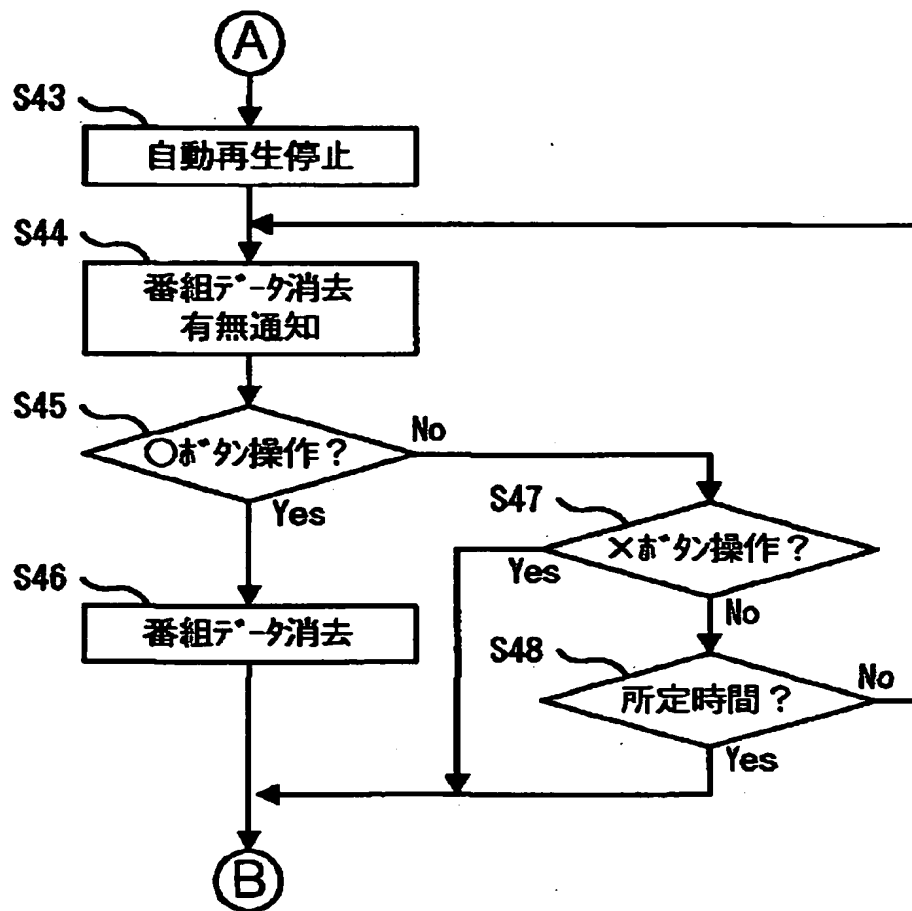 A
S43
自動再生停止
S44
番組ﾃﾞｰﾀ消去
有無通知
S45
○ﾎﾞﾀﾝ操作?
No
Yes
S47
×ﾎﾞﾀﾝ操作?
Yes
No
S46
番組ﾃﾞｰﾀ消去
S48
所定時間?
No
Yes
B